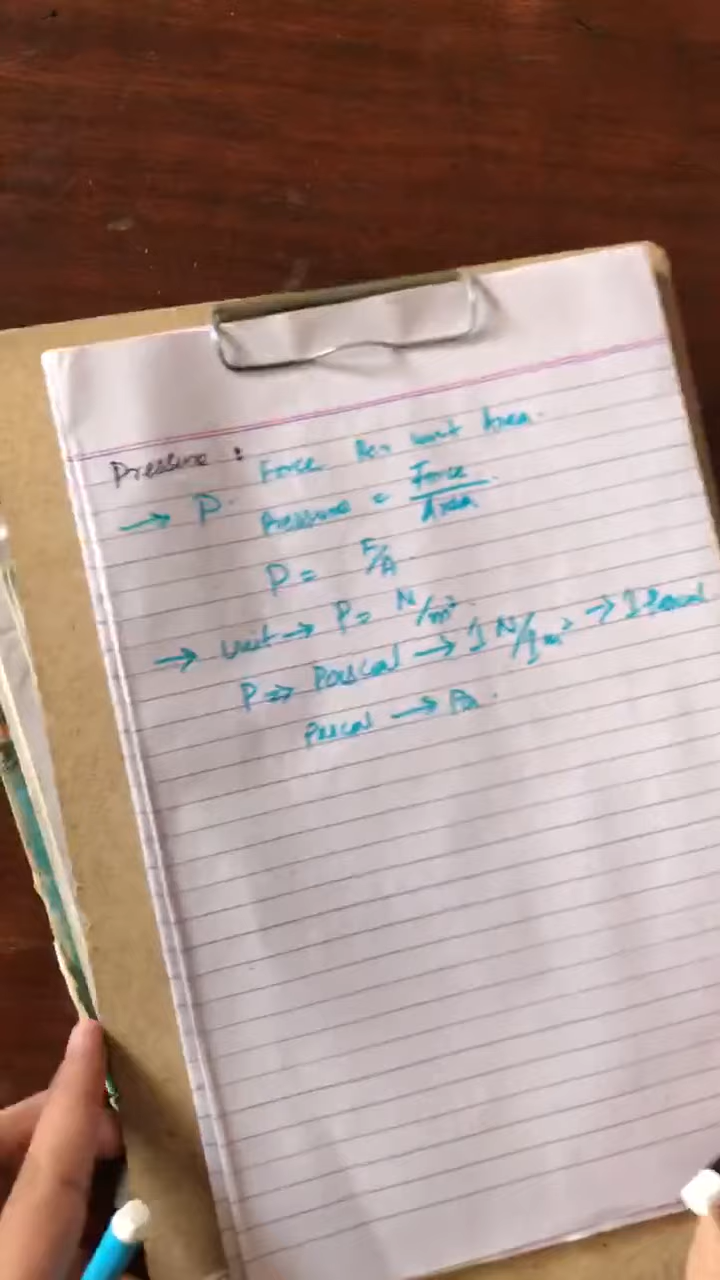 Pressure : Force Per unit Area.
→ P. Pressure = Force/Area
P = F/A
→ Unit → P = N/m²
P => Pascal → 1 N/1m² → 1 Pascal
Pascal → Pa.